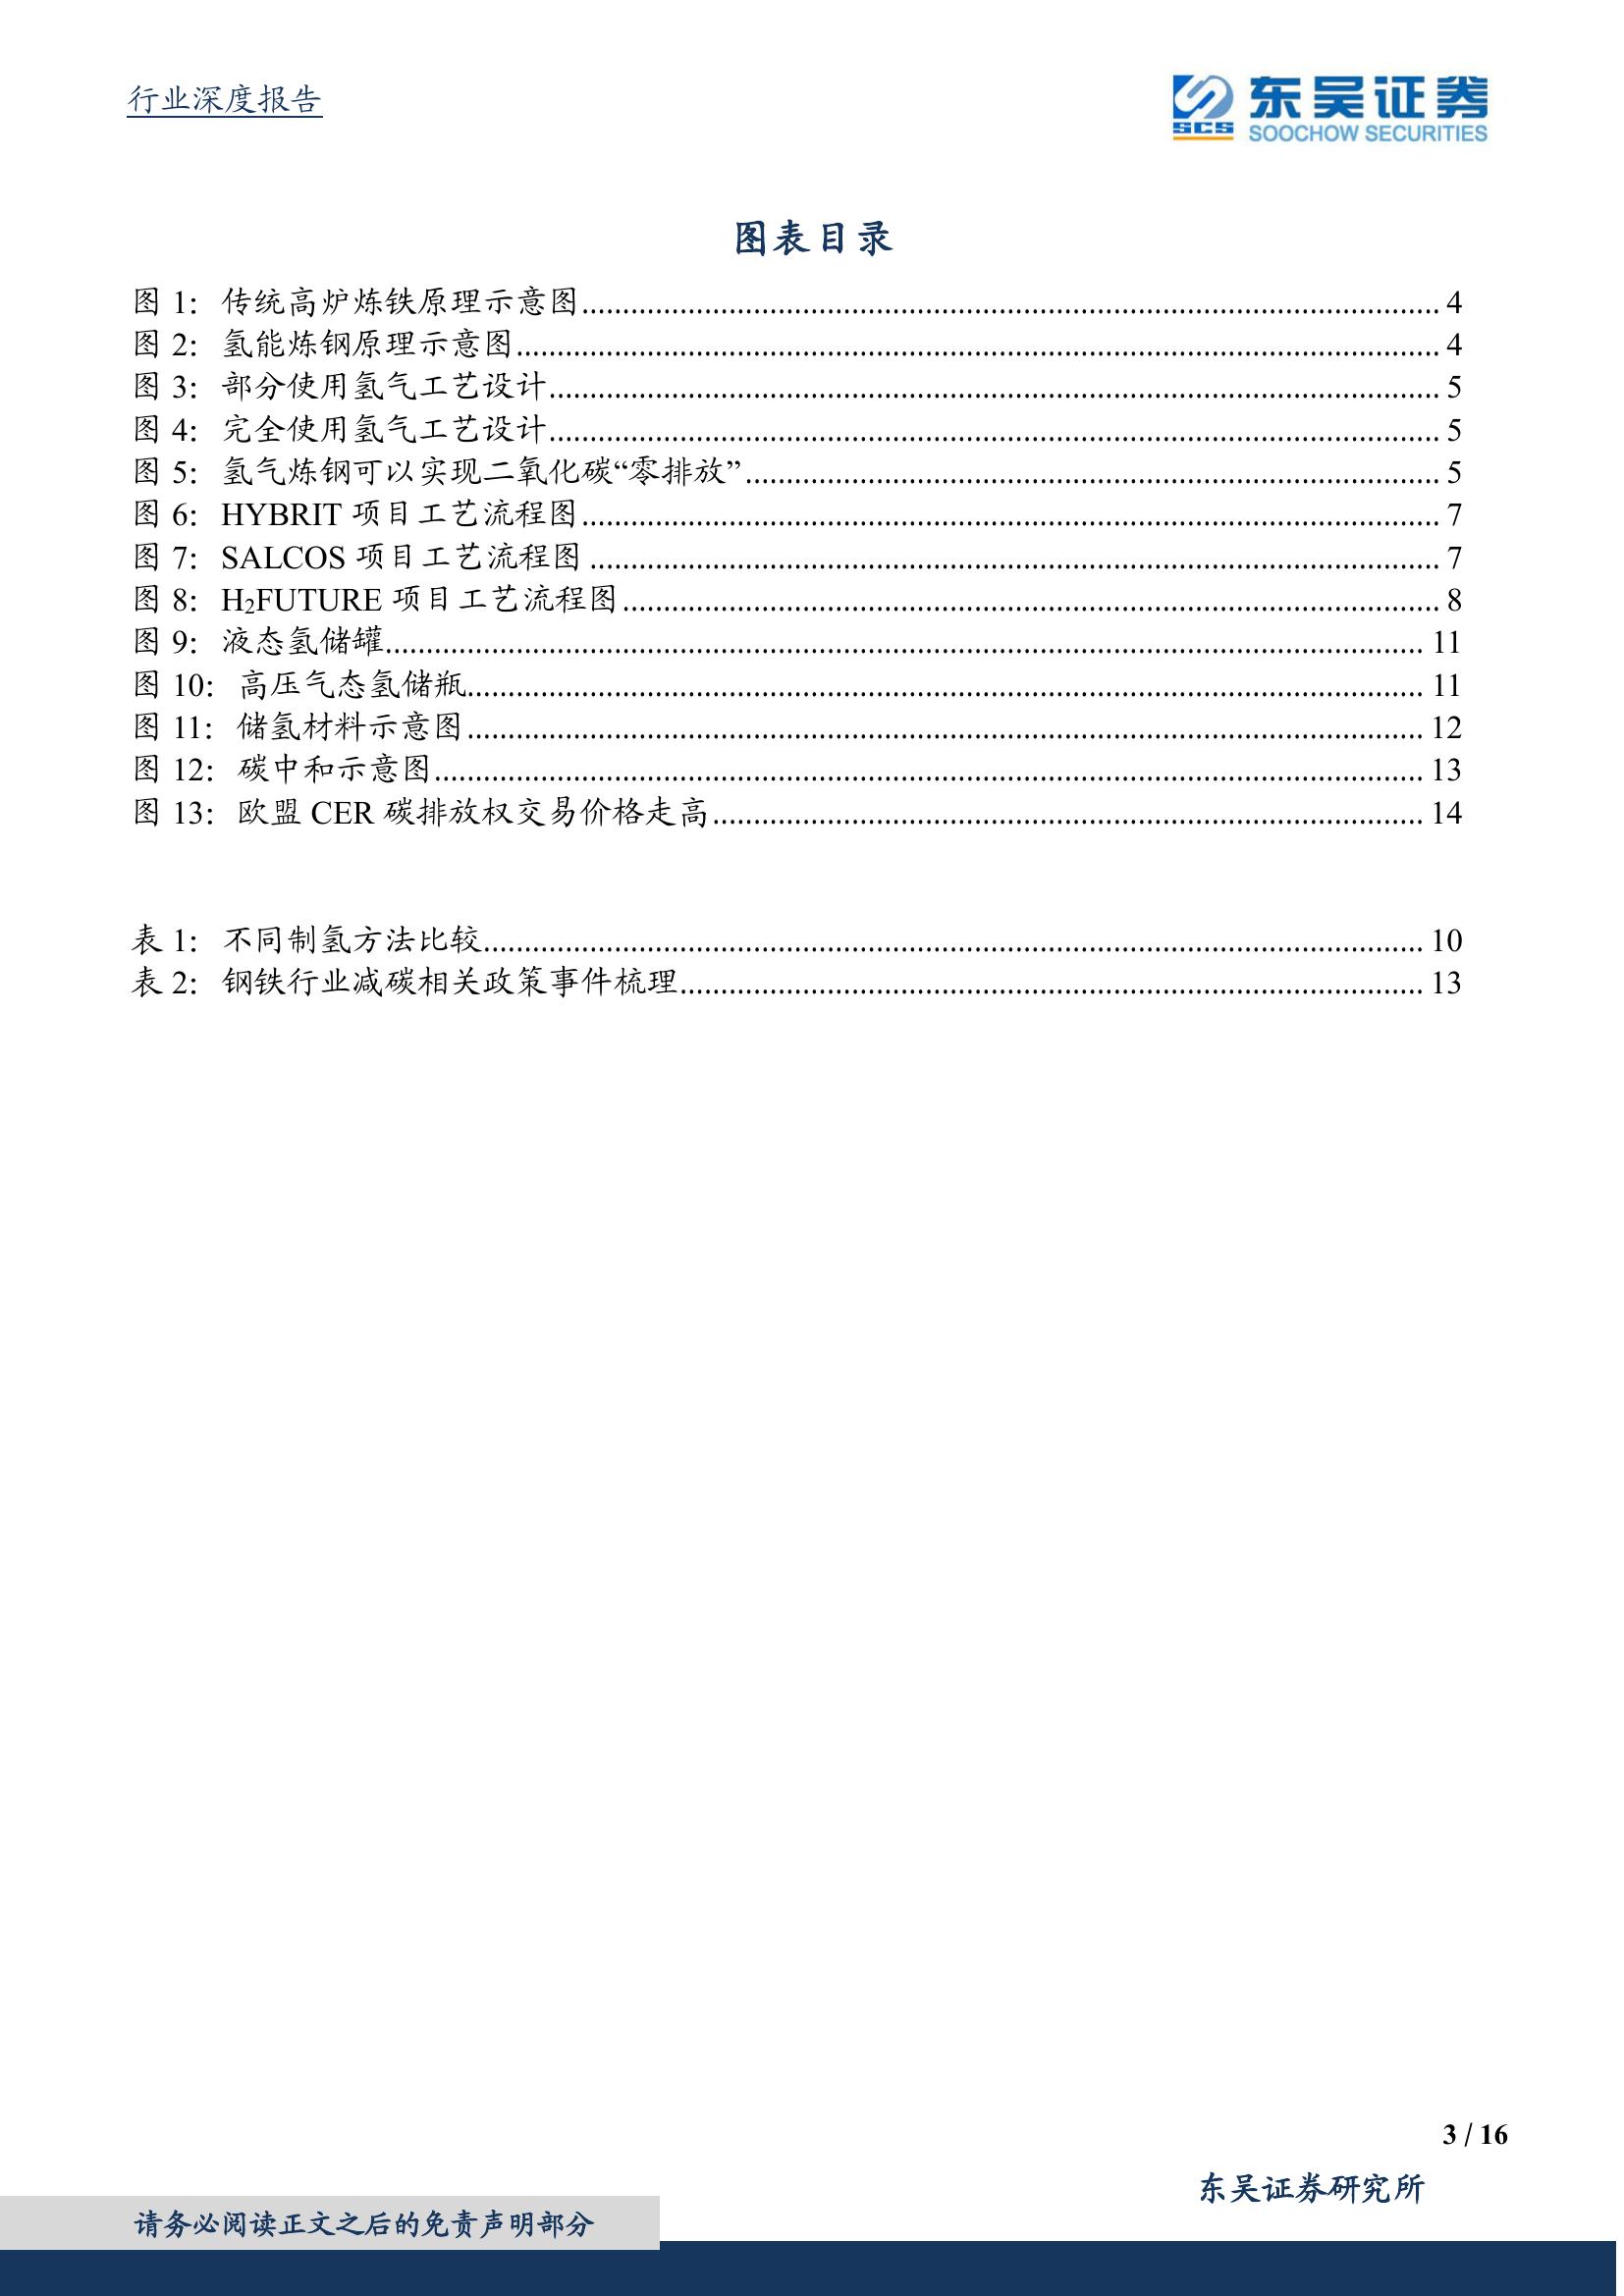 行业深度报告
SCS 东吴证券
SOOCHOW SECURITIES
图表目录
图 1：传统高炉炼铁原理示意图 4
图 2：氢能炼钢原理示意图 4
图 3：部分使用氢气工艺设计 5
图 4：完全使用氢气工艺设计 5
图 5：氢气炼钢可以实现二氧化碳“零排放” 5
图 6：HYBRIT 项目工艺流程图 7
图 7：SALCOS 项目工艺流程图 7
图 8：H₂FUTURE 项目工艺流程图 8
图 9：液态氢储罐 11
图 10：高压气态氢储瓶 11
图 11：储氢材料示意图 12
图 12：碳中和示意图 13
图 13：欧盟 CER 碳排放权交易价格走高 14
表 1：不同制氢方法比较 10
表 2：钢铁行业减碳相关政策事件梳理 13
3 / 16
东吴证券研究所
请务必阅读正文之后的免责声明部分